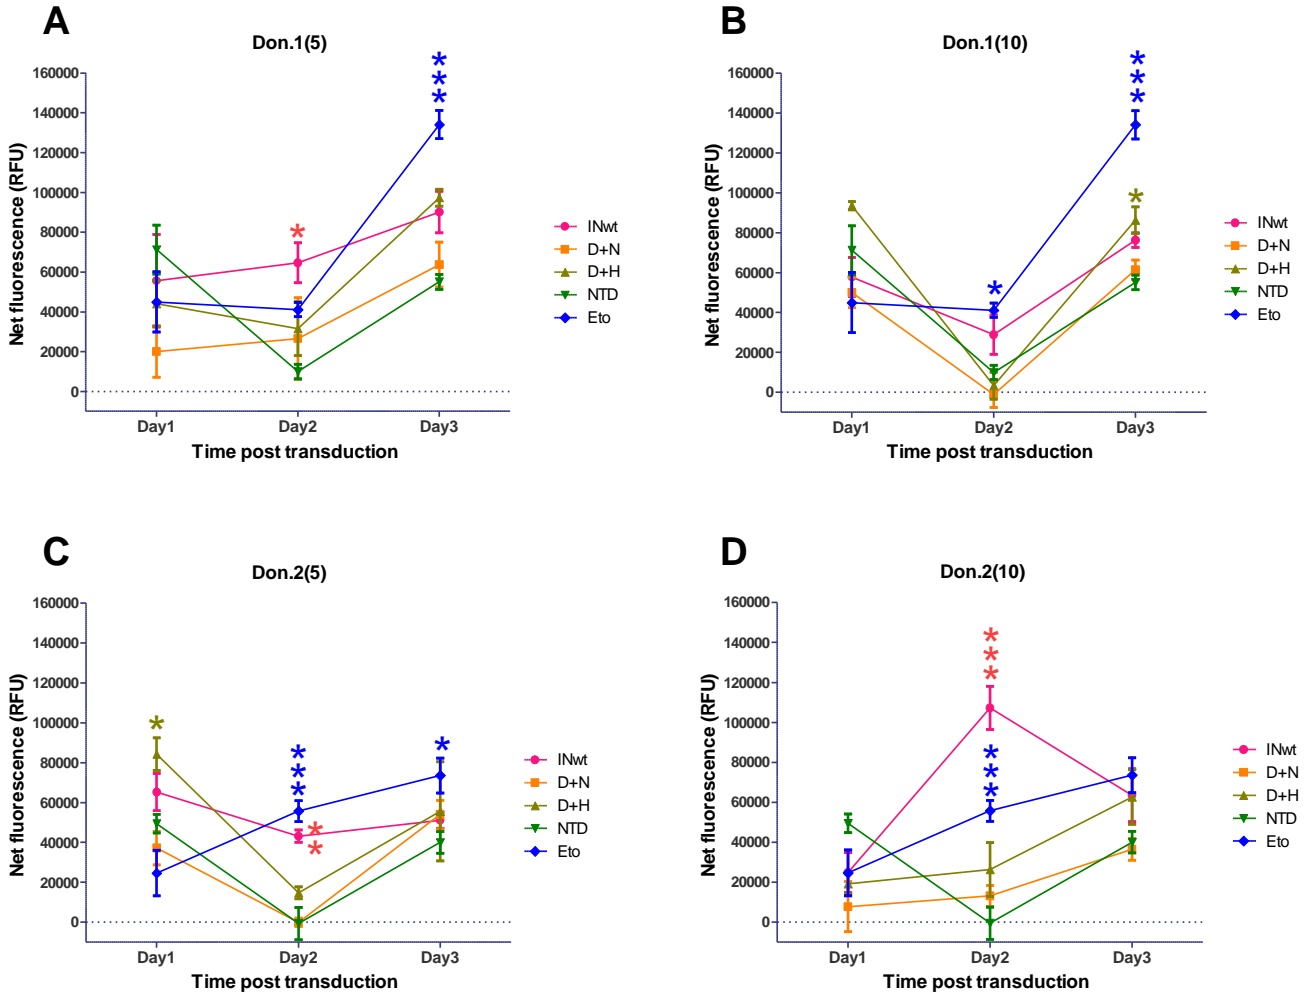 A
Don.1(5)
***
160000
140000
120000
100000
80000
60000
40000
20000
0
Net fluorescence (RFU)
*
Day1 Day2 Day3
Time post transduction
INwt
D+N
D+H
NTD
Eto
B
Don.1(10)
***
160000
140000
120000
100000
80000
60000
40000
20000
0
Net fluorescence (RFU)
*
*
Day1 Day2 Day3
Time post transduction
INwt
D+N
D+H
NTD
Eto
C
Don.2(5)
160000
140000
120000
100000
80000
60000
40000
20000
0
Net fluorescence (RFU)
*
***
**
*
Day1 Day2 Day3
Time post transduction
INwt
D+N
D+H
NTD
Eto
D
Don.2(10)
160000
140000
120000
100000
80000
60000
40000
20000
0
Net fluorescence (RFU)
***
***
Day1 Day2 Day3
Time post transduction
INwt
D+N
D+H
NTD
Eto